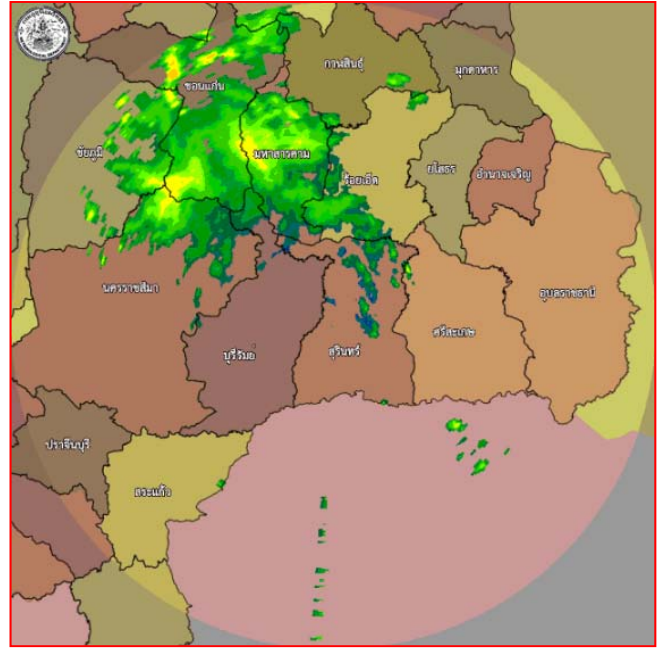 กาฬสินธุ์
มุกดาหาร
ขอนแก่น
ชัยภูมิ
มหาสารคาม
ร้อยเอ็ด
ยโสธร
อำนาจเจริญ
นครราชสีมา
อุบลราชธานี
บุรีรัมย์
สุรินทร์
ศรีสะเกษ
ปราจีนบุรี
สระแก้ว